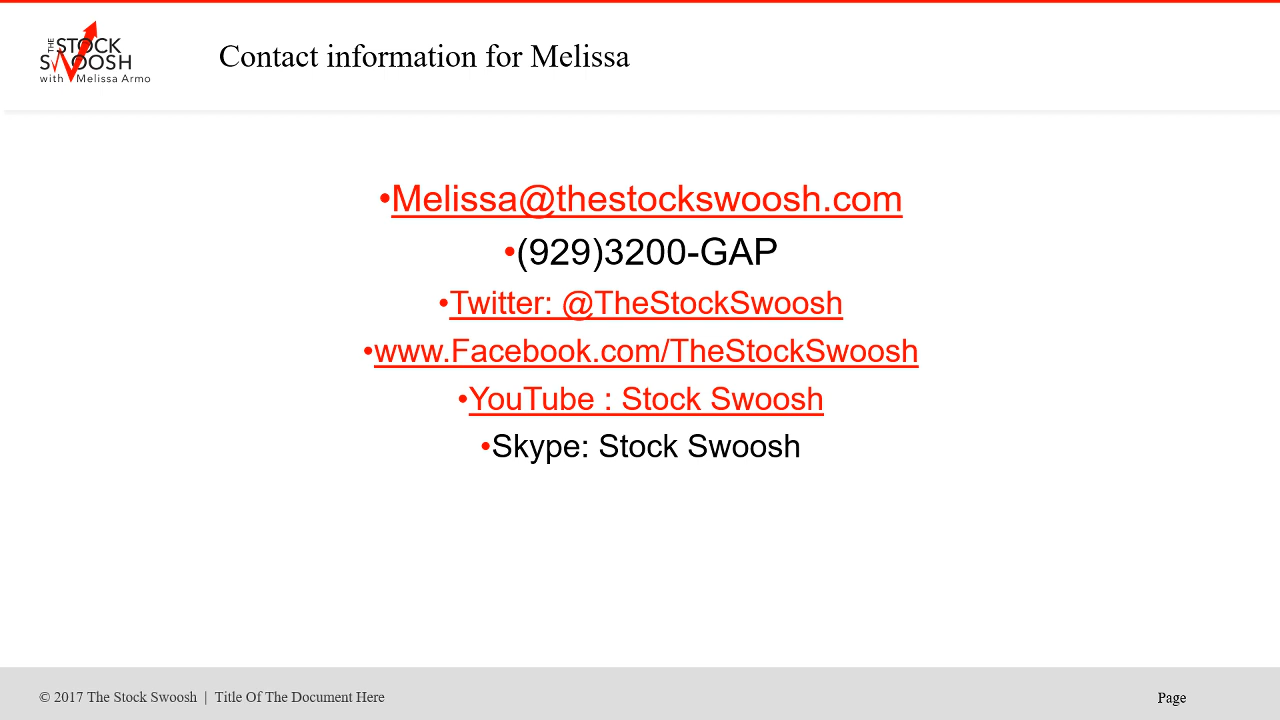 THE STOCK
SWOOSH
with Melissa Armo
Contact information for Melissa
•Melissa@thestockswoosh.com
•(929)3200-GAP
•Twitter: @TheStockSwoosh
•www.Facebook.com/TheStockSwoosh
•YouTube : Stock Swoosh
•Skype: Stock Swoosh
© 2017 The Stock Swoosh | Title Of The Document Here
Page